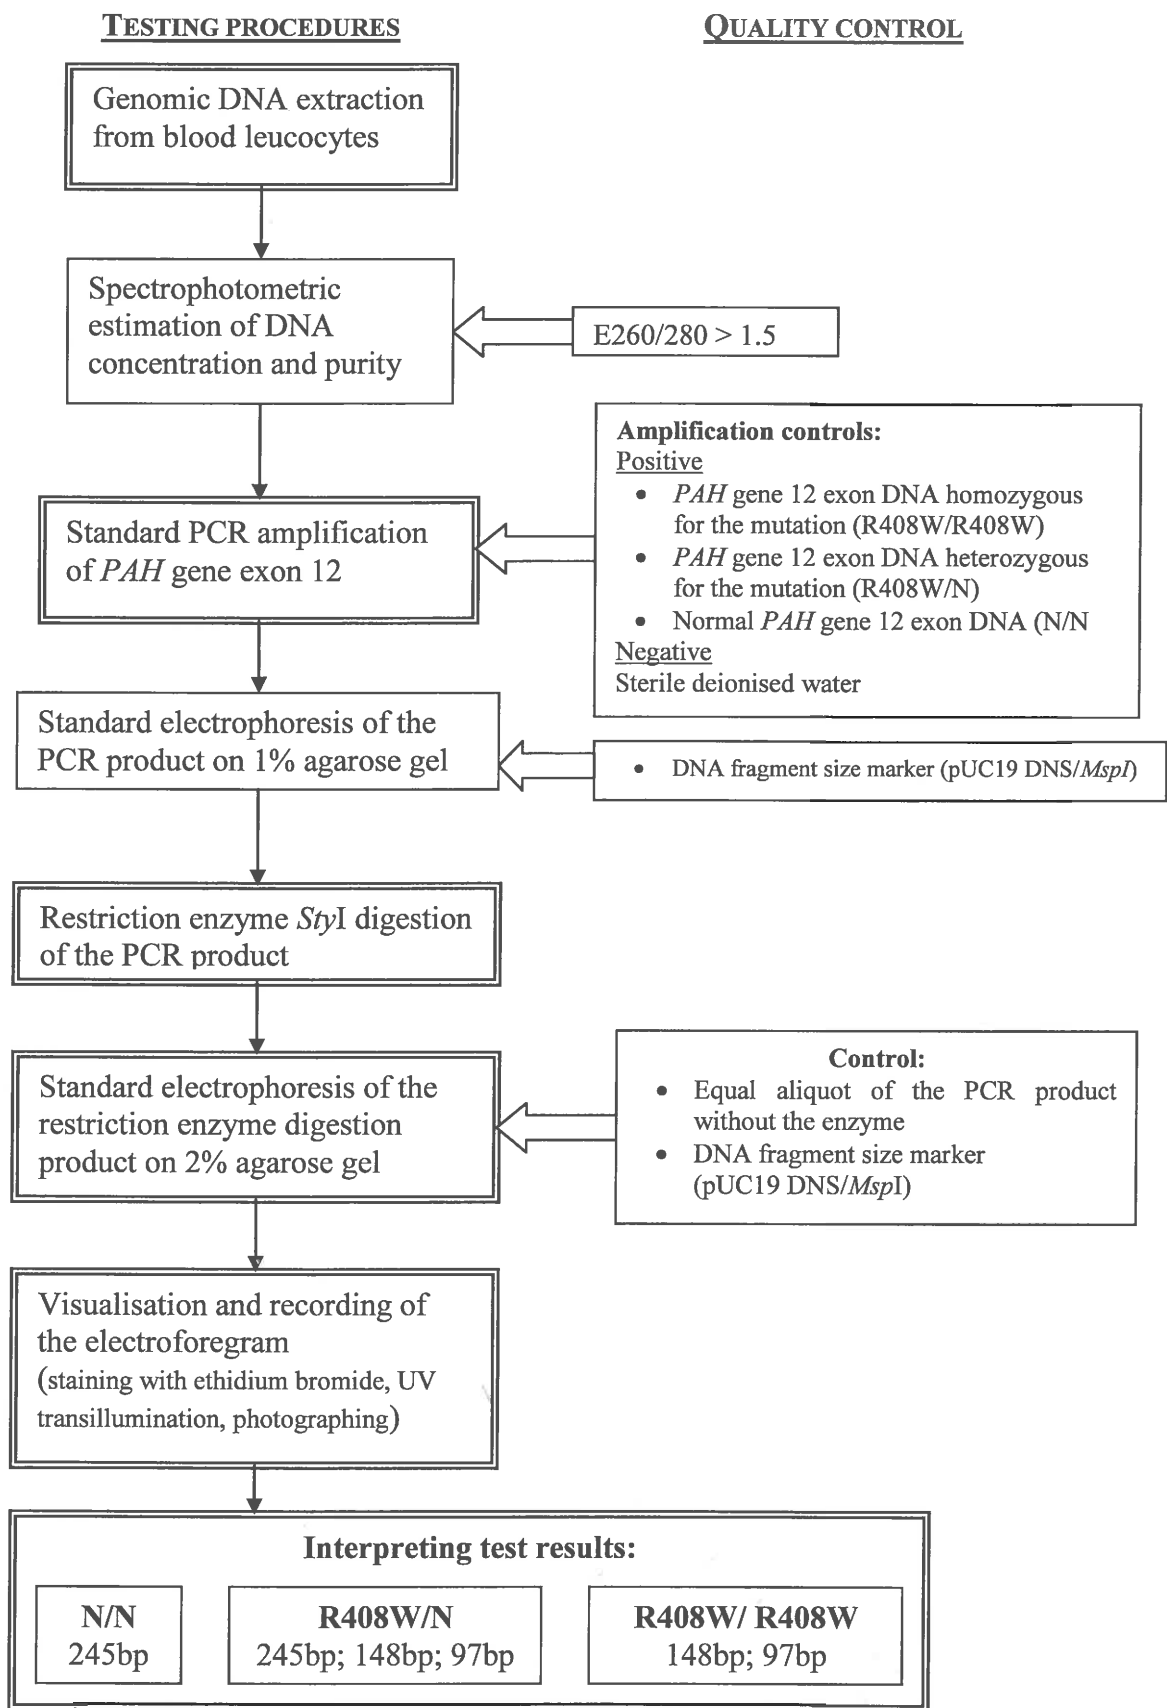 TESTING PROCEDURES
QUALITY CONTROL
Genomic DNA extraction
from blood leucocytes
Spectrophotometric
estimation of DNA
concentration and purity
E260/280 > 1.5
Standard PCR amplification
of PAH gene exon 12
Amplification controls:
Positive
• PAH gene 12 exon DNA homozygous
for the mutation (R408W/R408W)
• PAH gene 12 exon DNA heterozygous
for the mutation (R408W/N)
• Normal PAH gene 12 exon DNA (N/N
Negative
Sterile deionised water
Standard electrophoresis of the
PCR product on 1% agarose gel
• DNA fragment size marker (pUC19 DNS/MspI)
Restriction enzyme StyI digestion
of the PCR product
Standard electrophoresis of the
restriction enzyme digestion
product on 2% agarose gel
Control:
• Equal aliquot of the PCR product
without the enzyme
• DNA fragment size marker
(pUC19 DNS/MspI)
Visualisation and recording of
the electroforegram
(staining with ethidium bromide, UV
transillumination, photographing)
Interpreting test results:
N/N
245bp
R408W/N
245bp; 148bp; 97bp
R408W/ R408W
148bp; 97bp